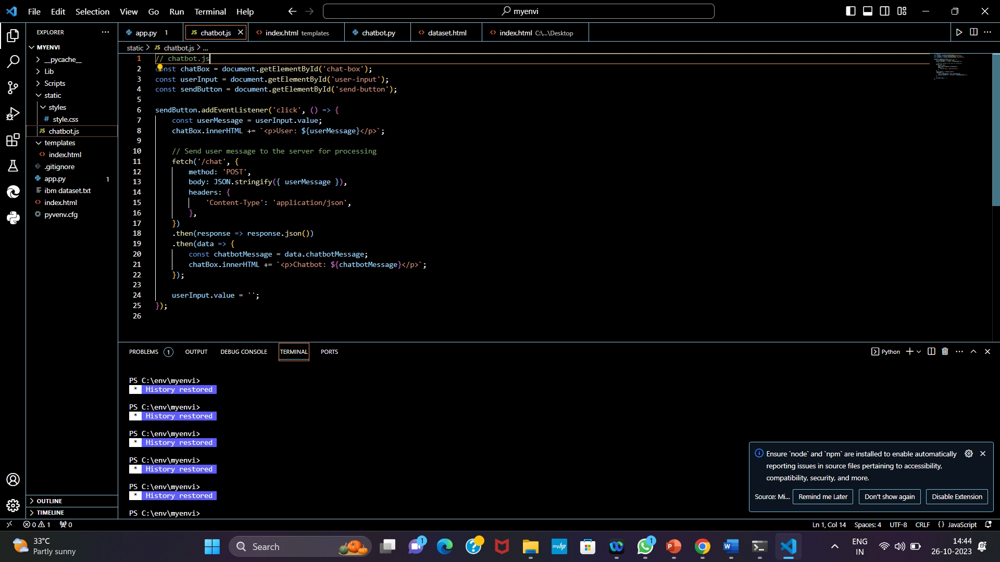 File Edit Selection View Go Run Terminal Help
myenvi
EXPLORER
MYENVI
__pycache__
Lib
Scripts
static
styles
# style.css
JS chatbot.js
templates
<> index.html
.gitignore
app.py 1
ibm dataset.txt
<> index.html
pyvenv.cfg
OUTLINE
TIMELINE
app.py 1 JS chatbot.js <> index.html templates chatbot.py <> dataset.html <> index.html C:\...\Desktop
static > JS chatbot.js > ...
1 // chatbot.js
2 const chatBox = document.getElementById('chat-box');
3 const userInput = document.getElementById('user-input');
4 const sendButton = document.getElementById('send-button');
5
6 sendButton.addEventListener('click', () => {
7 const userMessage = userInput.value;
8 chatBox.innerHTML += `<p>User: ${userMessage}</p>`;
9
10 // Send user message to the server for processing
11 fetch('/chat', {
12 method: 'POST',
13 body: JSON.stringify({ userMessage }),
14 headers: {
15 'Content-Type': 'application/json',
16 },
17 })
18 .then(response => response.json())
19 .then(data => {
20 const chatbotMessage = data.chatbotMessage;
21 chatBox.innerHTML += `<p>Chatbot: ${chatbotMessage}</p>`;
22 });
23
24 userInput.value = '';
25 });
26
PROBLEMS 1 OUTPUT DEBUG CONSOLE TERMINAL PORTS
Python
PS C:\env\myenvi>
* History restored
PS C:\env\myenvi>
* History restored
PS C:\env\myenvi>
* History restored
PS C:\env\myenvi>
* History restored
PS C:\env\myenvi>
* History restored
PS C:\env\myenvi>
Ensure `node` and `npm` are installed to enable automatically
reporting issues in source files pertaining to accessibility,
compatibility, security, and more.
Source: Mi... Remind me Later Don't show again Disable Extension
0 1 0
Ln 1, Col 14 Spaces: 4 UTF-8 CRLF {} JavaScript
33°C
Partly sunny
Search
1
myhp
1
ENG
IN
14:44
26-10-2023